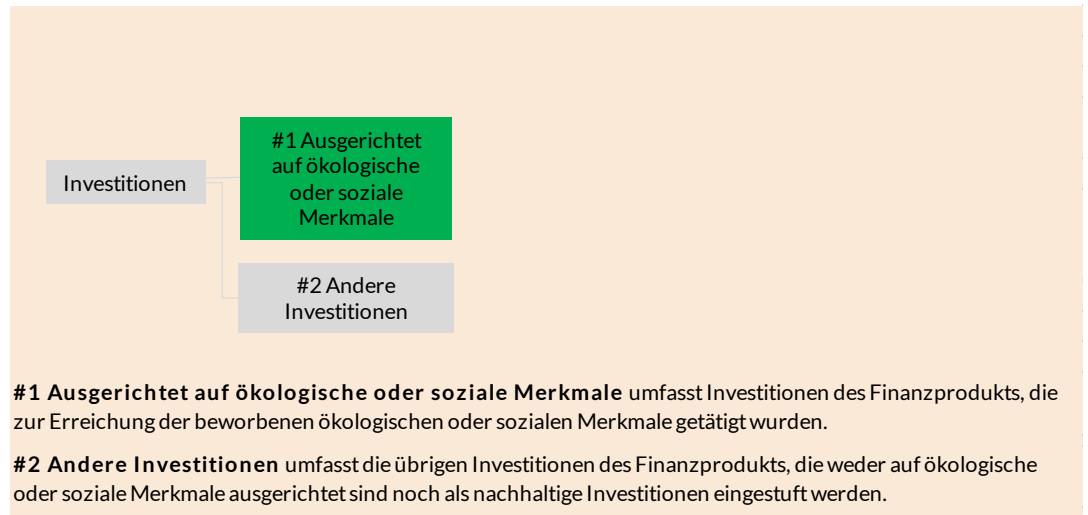 Investitionen
#1 Ausgerichtet
auf ökologische
oder soziale
Merkmale
#2 Andere
Investitionen
#1 Ausgerichtet auf ökologische oder soziale Merkmale umfasst Investitionen des Finanzprodukts, die
zur Erreichung der beworbenen ökologischen oder sozialen Merkmale getätigt wurden.
#2 Andere Investitionen umfasst die übrigen Investitionen des Finanzprodukts, die weder auf ökologische
oder soziale Merkmale ausgerichtet sind noch als nachhaltige Investitionen eingestuft werden.